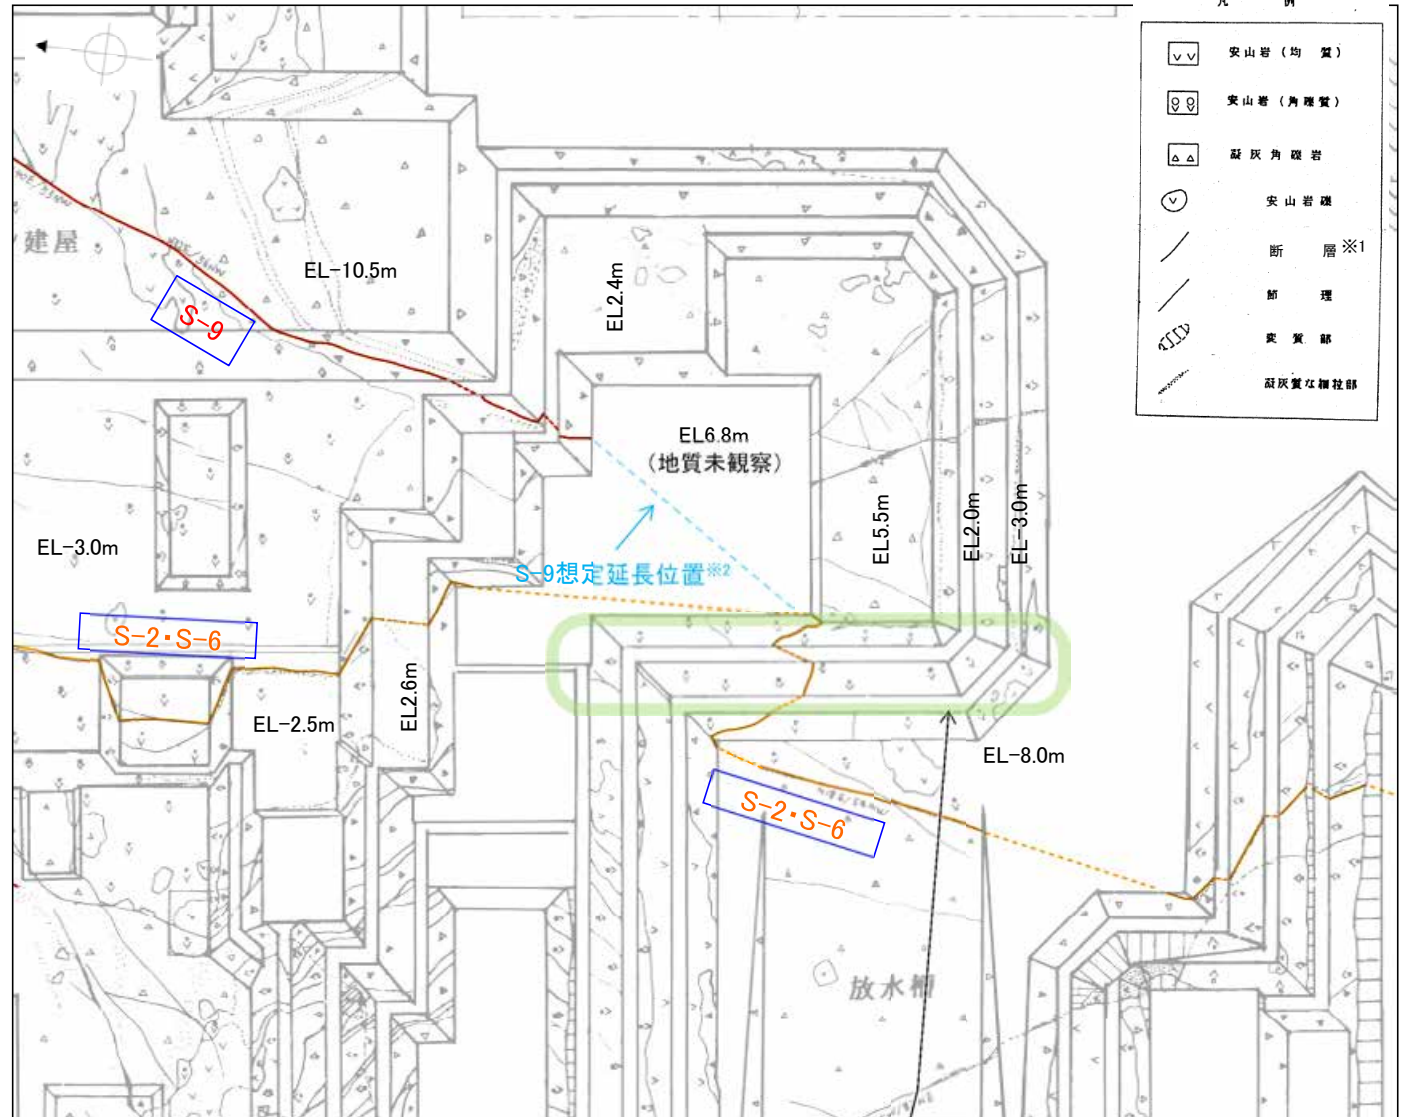 凡 例
安山岩 (均 質)
安山岩 (角礫質)
凝灰角礫岩
安山岩礫
断 層※1
節 理
変 質 部
凝灰質な細粒部
建屋
EL-10.5m
S-9
EL2.4m
EL6.8m
(地質未観察)
EL5.5m
EL2.0m
EL-3.0m
EL-3.0m
S-9想定延長位置※2
S-2・S-6
EL-2.5m
EL2.6m
EL-8.0m
S-2・S-6
放水槽